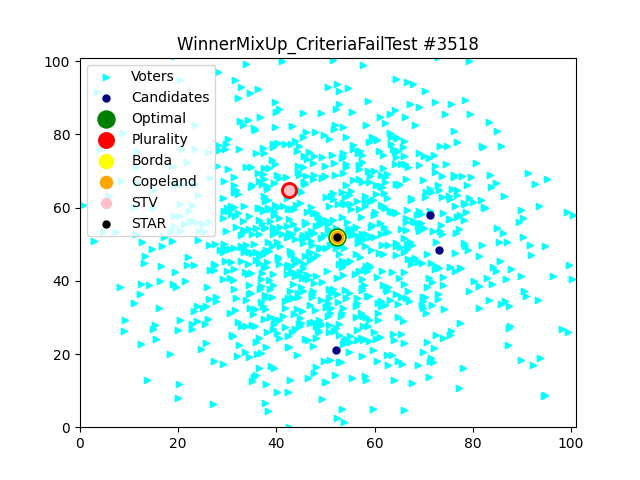 WinnerMixUp_CriteriaFailTest #3518
100
80
60
40
20
0
Voters
Candidates
Optimal
Plurality
Borda
Copeland
STV
STAR
0 20 40 60 80 100